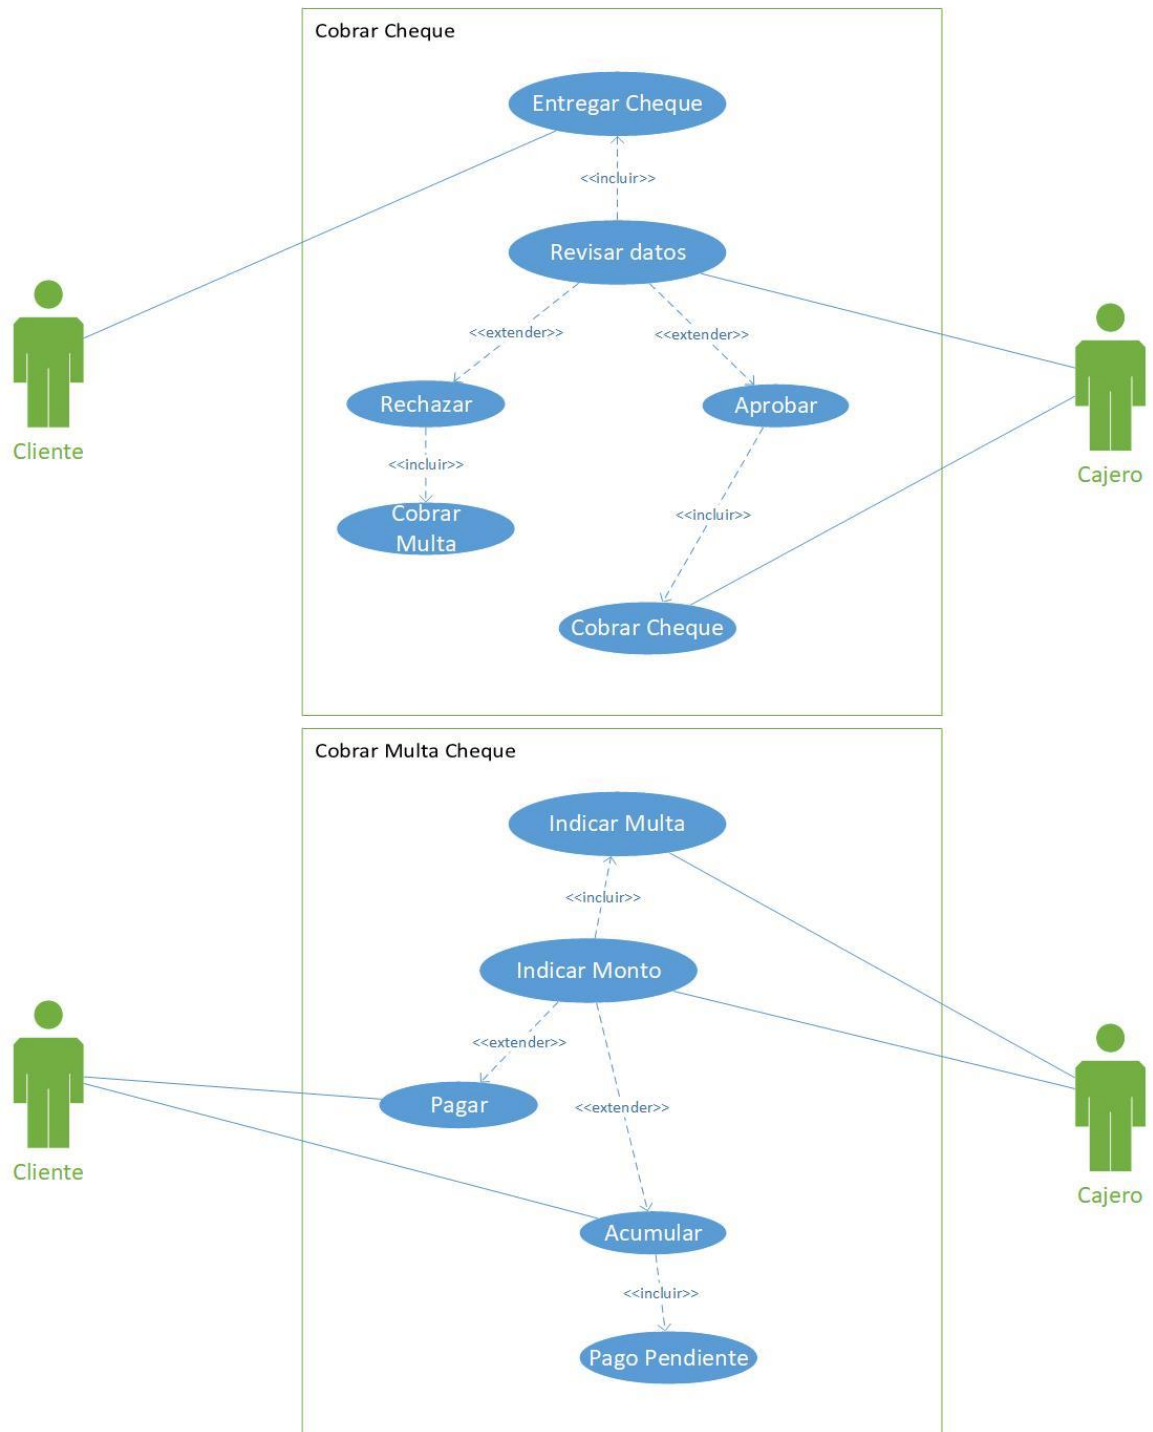 Cobrar Cheque
Entregar Cheque
<<incluir>>
Revisar datos
<<extender>>
<<extender>>
Rechazar
Aprobar
Cliente
<<incluir>>
Cajero
Cobrar
Multa
<<incluir>>
Cobrar Cheque
Cobrar Multa Cheque
Indicar Multa
<<incluir>>
Indicar Monto
<<extender>>
Pagar
<<extender>>
Cliente
Cajero
Acumular
<<incluir>>
Pago Pendiente